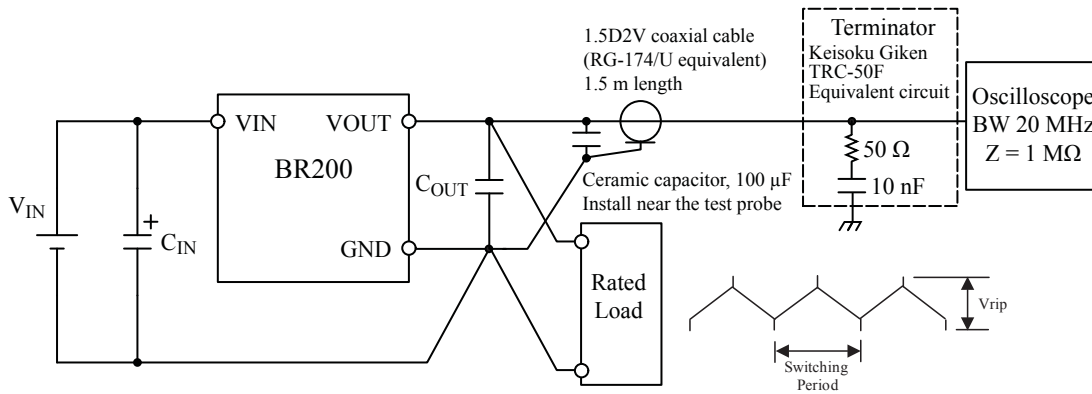 1.5D2V coaxial cable
(RG-174/U equivalent)
1.5 m length
Terminator
Keisoku Giken
TRC-50F
Equivalent circuit
Oscilloscope
BW 20 MHz
Z = 1 MΩ
VIN
VOUT
BR200
GND
VIN
+
CIN
COUT
50 Ω
10 nF
Ceramic capacitor, 100 µF
Install near the test probe
Rated
Load
Vrip
Switching
Period